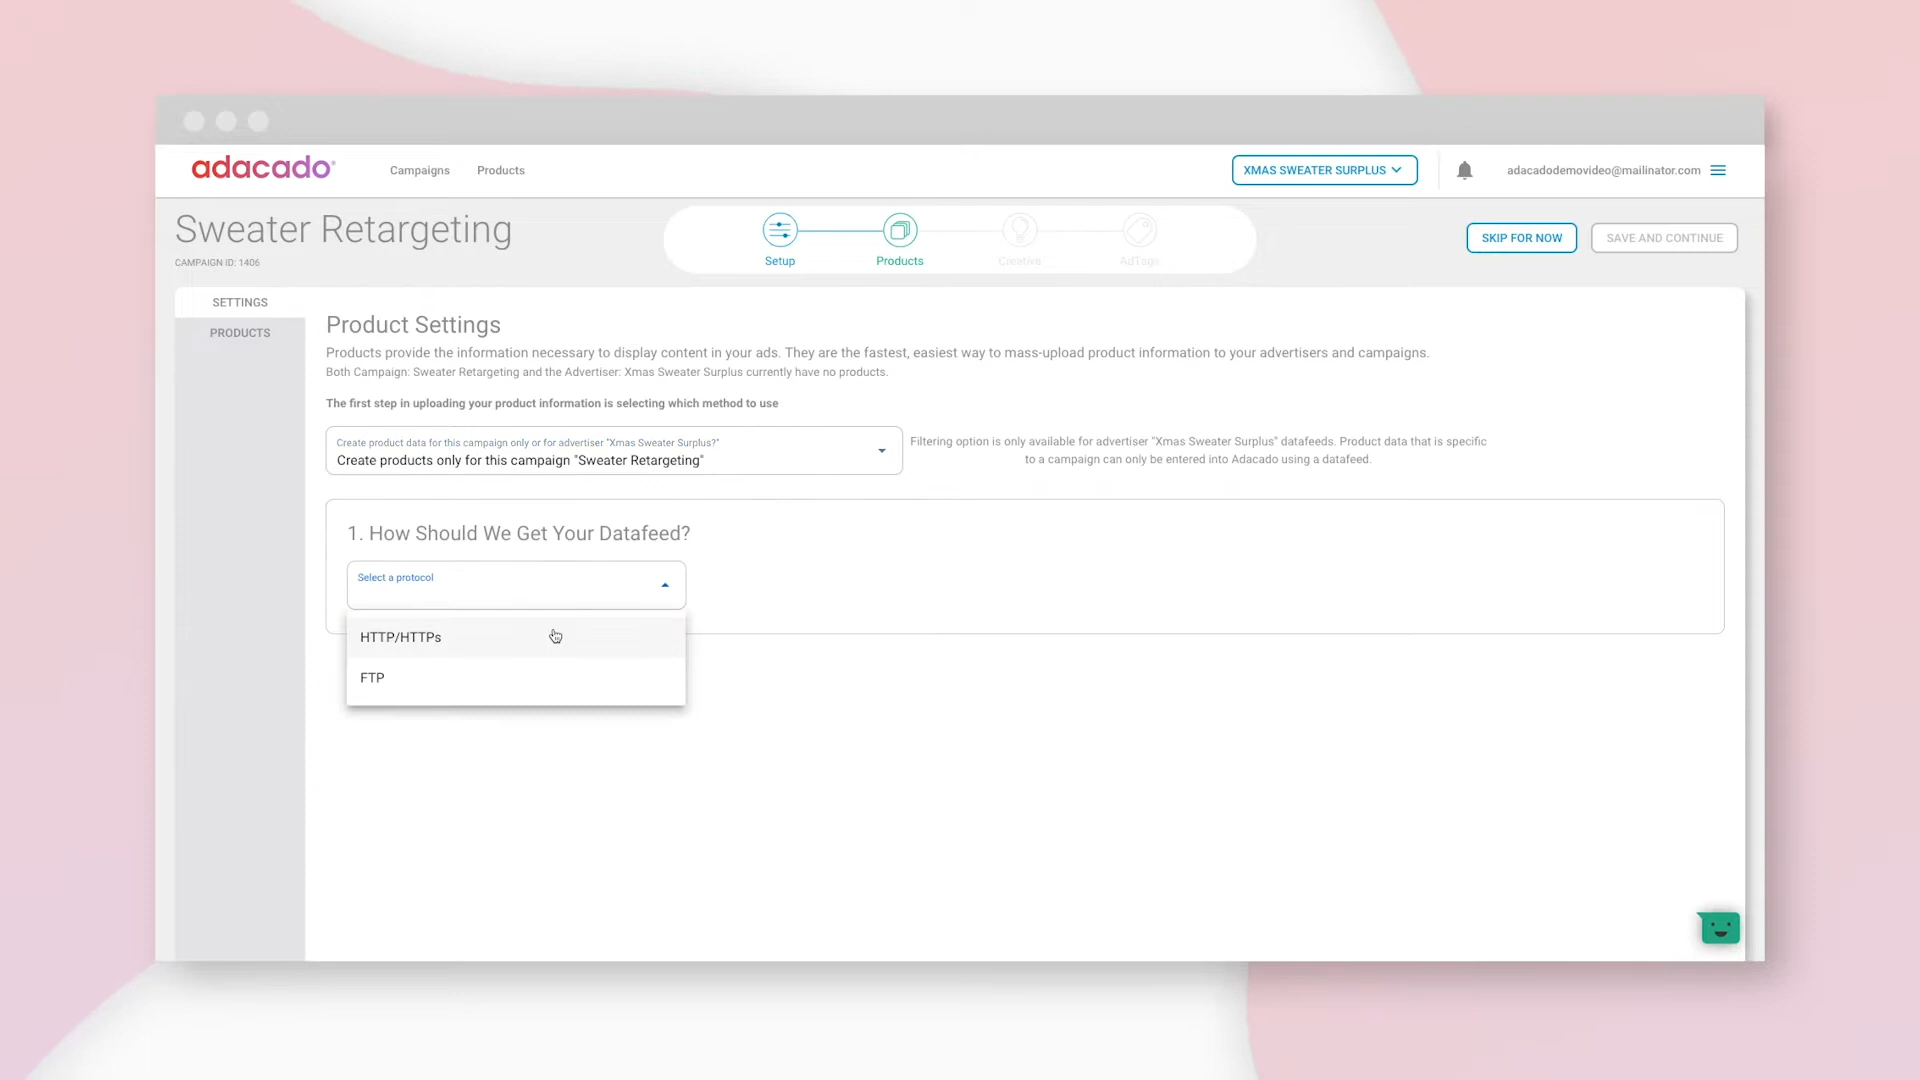 adacado
Campaigns
Products
XMAS SWEATER SURPLUS
adacadodemovideo@mailinator.com
Sweater Retargeting
CAMPAIGN ID: 1406
Setup
Products
Creative
AdTags
SKIP FOR NOW
SAVE AND CONTINUE
SETTINGS
PRODUCTS
Product Settings
Products provide the information necessary to display content in your ads. They are the fastest, easiest way to mass-upload product information to your advertisers and campaigns.
Both Campaign: Sweater Retargeting and the Advertiser: Xmas Sweater Surplus currently have no products.
The first step in uploading your product information is selecting which method to use
Create product data for this campaign only or for advertiser "Xmas Sweater Surplus?"
Create products only for this campaign "Sweater Retargeting"
Filtering option is only available for advertiser "Xmas Sweater Surplus" datafeeds. Product data that is specific
to a campaign can only be entered into Adacado using a datafeed.
1. How Should We Get Your Datafeed?
Select a protocol
HTTP/HTTPs
FTP